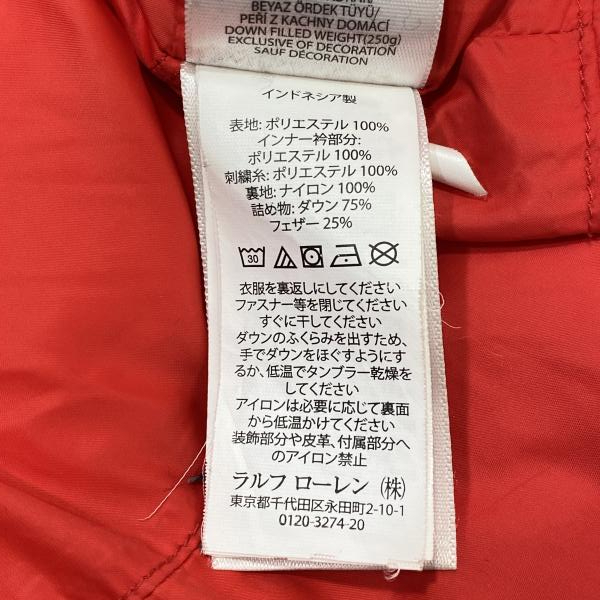 BEYAZ ÖRDEK TÜYÜ/
PEŘÍ Z KACHNY DOMÁCÍ
DOWN FILLED WEIGHT(250g)
EXCLUSIVE OF DECORATION
SAUF DÉCORATION
インドネシア製
表地: ポリエステル 100%
インナー衿部分:
ポリエステル 100%
刺繍糸: ポリエステル 100%
裏地: ナイロン 100%
詰め物: ダウン 75%
フェザー 25%
30
衣服を裏返しにしてください
ファスナー等を閉じてください
すぐに干してください
ダウンのふくらみを出すため、
手でダウンをほぐすようにす
るか、低温でタンブラー乾燥を
してください
アイロンは必要に応じて裏面
から低温かけてください
装飾部分や皮革、付属部分へ
のアイロン禁止
ラルフ ローレン (株)
東京都千代田区永田町2-10-1
0120-3274-20